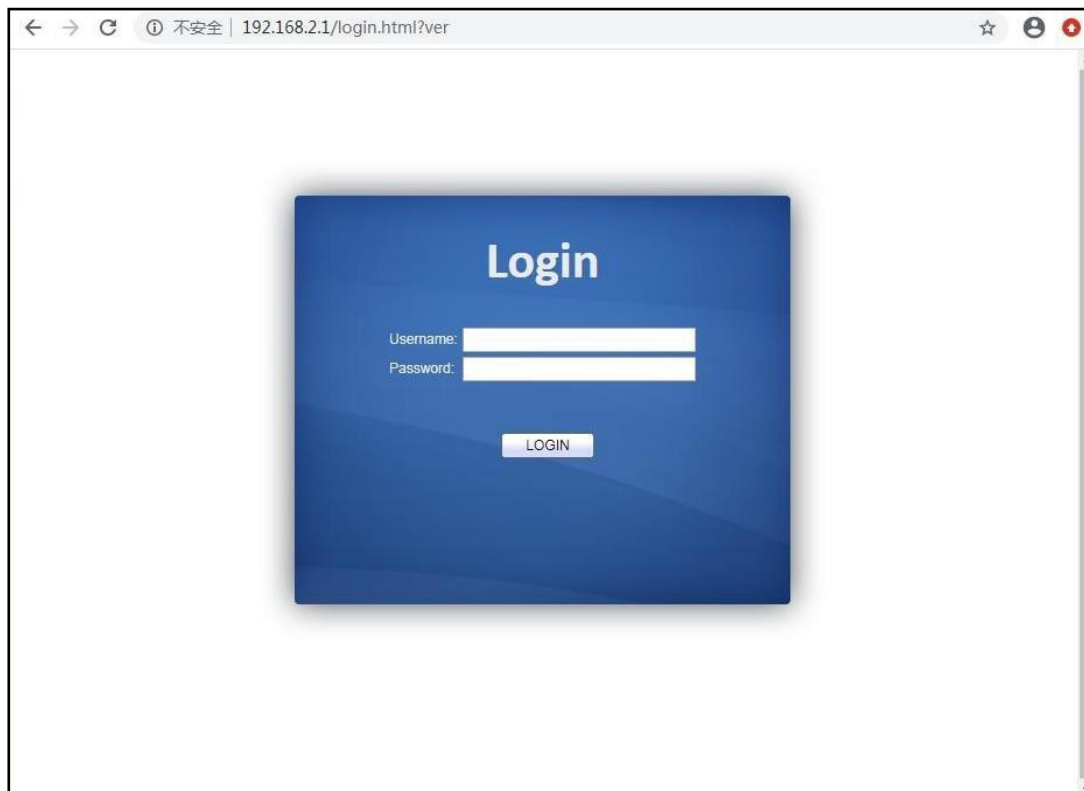 不安全 | 192.168.2.1/login.html?ver
Login
Username:
Password:
LOGIN